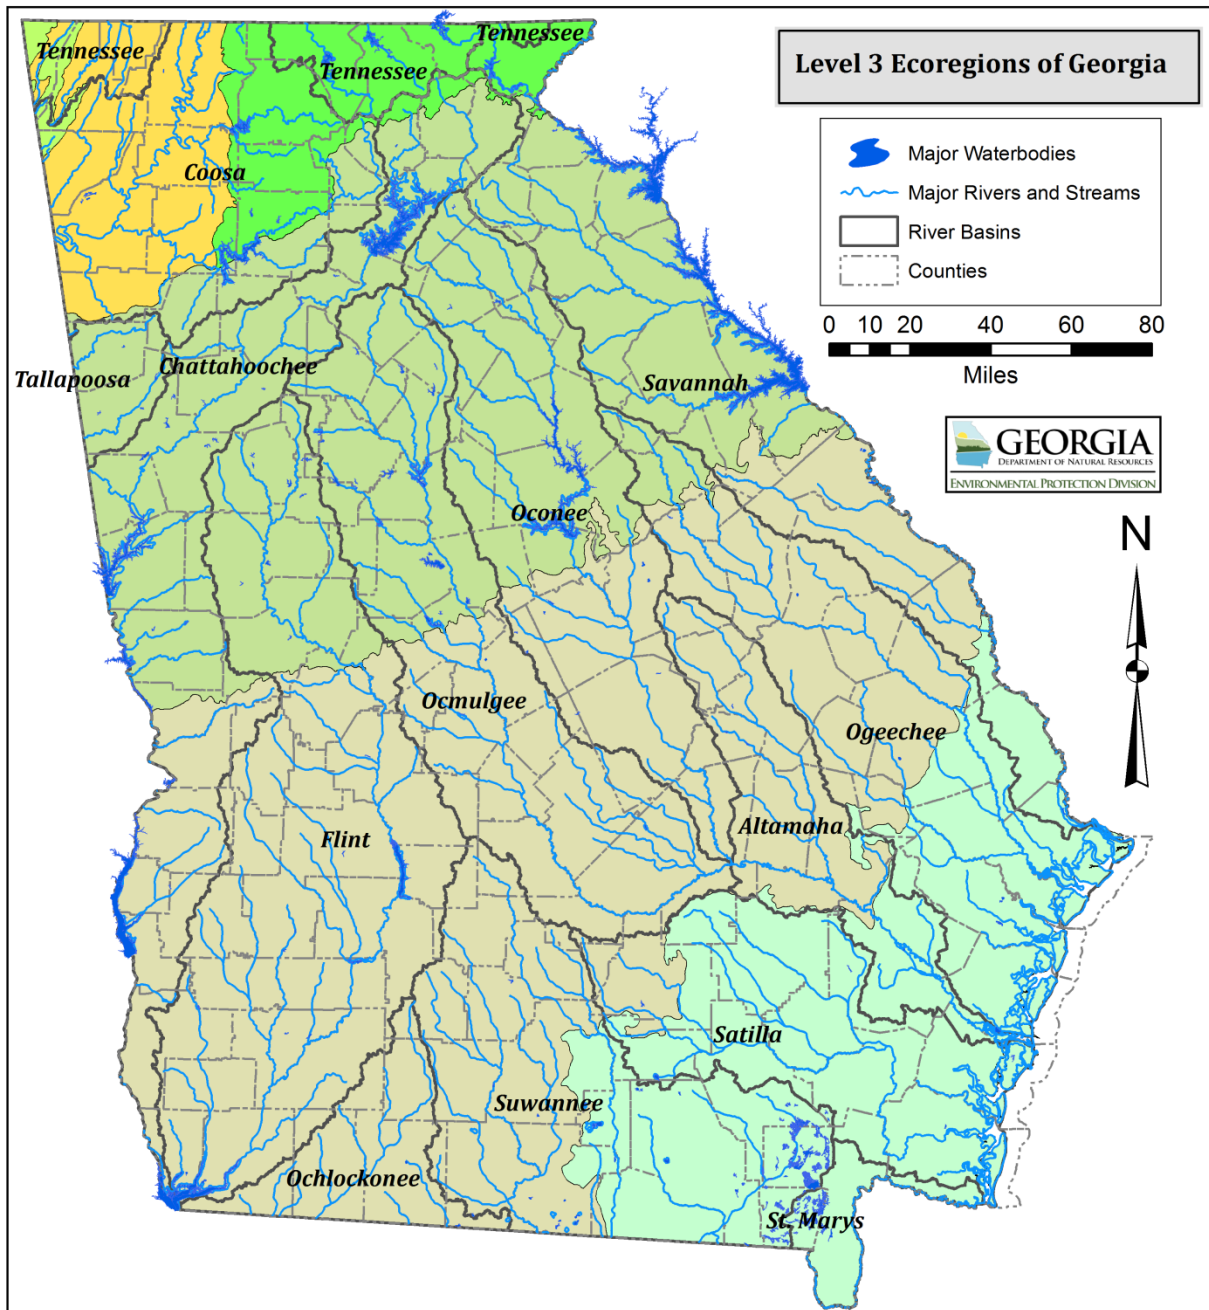 Level 3 Ecoregions of Georgia
Major Waterbodies
Major Rivers and Streams
River Basins
Counties
0 10 20 40 60 80
Miles
GEORGIA
DEPARTMENT OF NATURAL RESOURCES
ENVIRONMENTAL PROTECTION DIVISION
N
Tennessee
Tennessee
Tennessee
Coosa
Tallapoosa
Chattahoochee
Savannah
Oconee
Ocmulgee
Ogeechee
Flint
Altamaha
Satilla
Suwannee
Ochlockonee
St. Marys